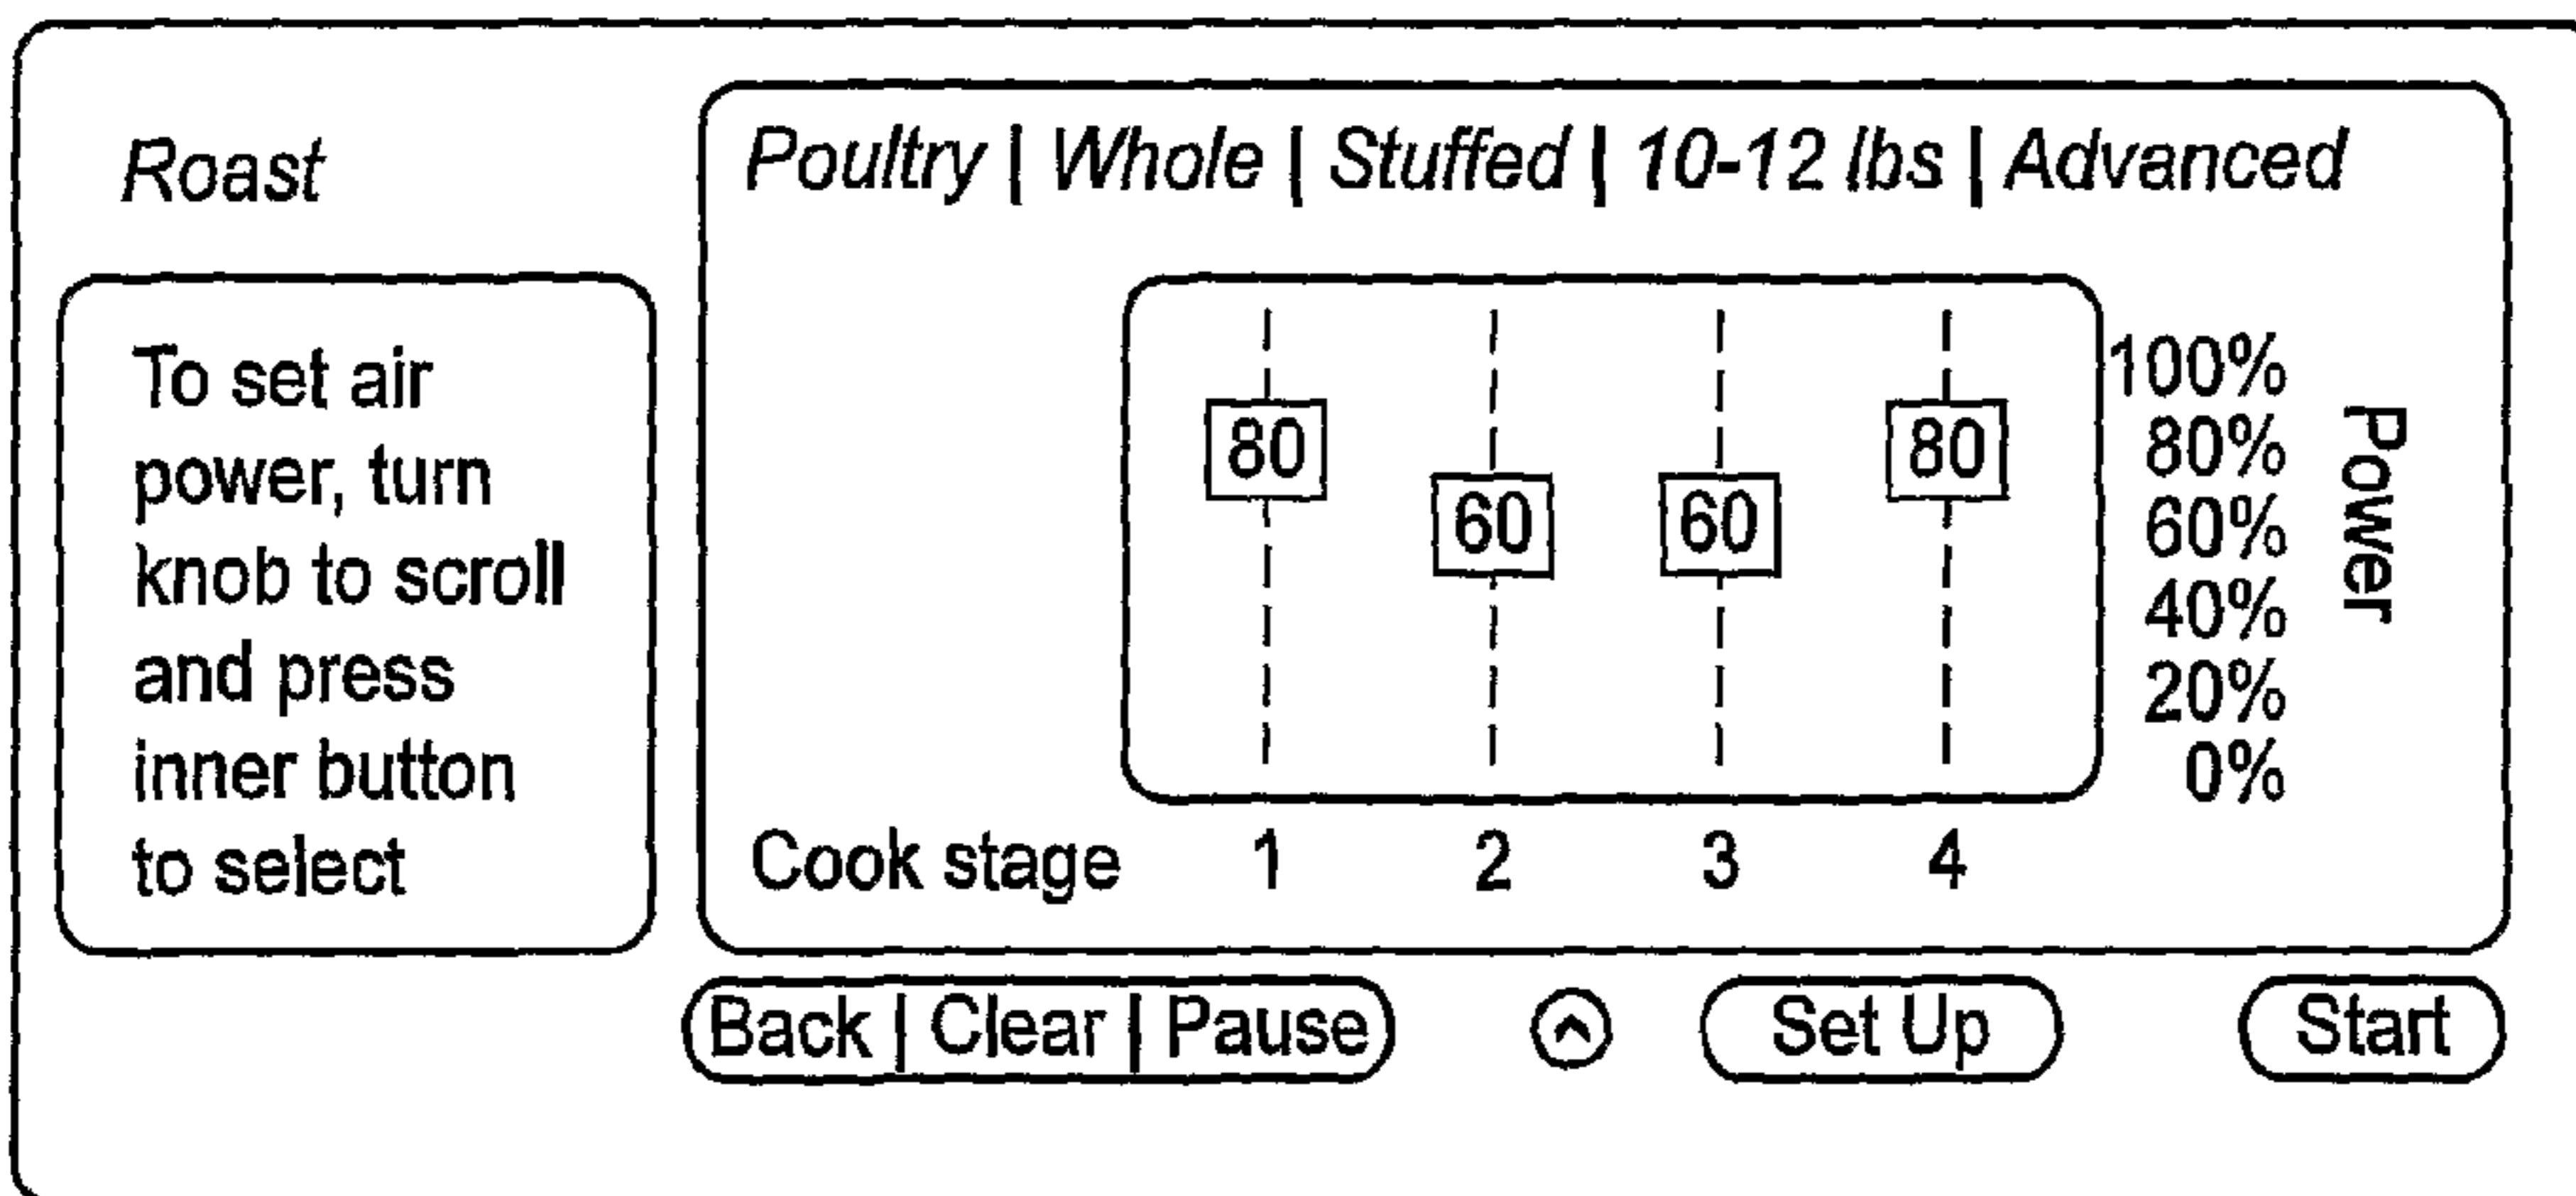 Roast
To set air
power, turn
knob to scroll
and press
inner button
to select
Poultry | Whole | Stuffed | 10-12 lbs | Advanced
80 60 60 80
100%
80%
60%
40%
20%
0%
Power
Cook stage 1 2 3 4
Back | Clear | Pause
Set Up
Start